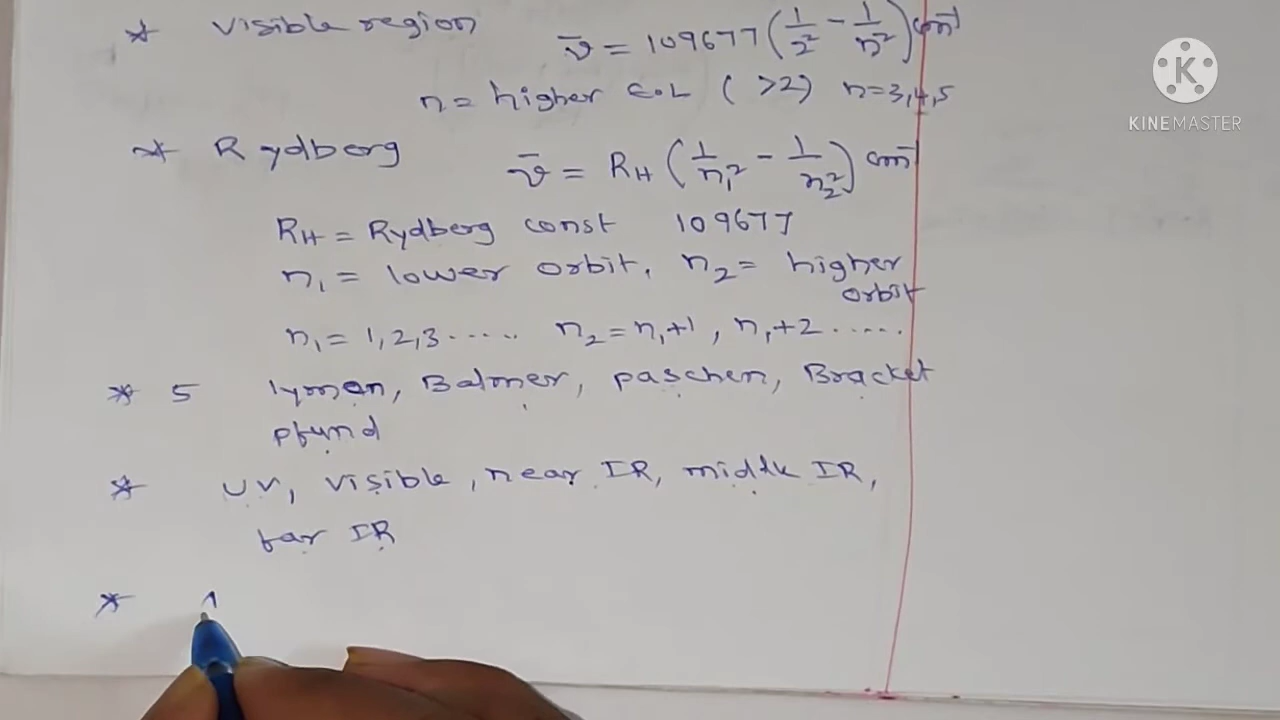 * visible region ν̄ = 109677 (1/2² - 1/n²) cm⁻¹
n = higher E.L (>2) n=3,4,5
* Rydberg ν̄ = RH (1/n₁² - 1/n₂²) cm⁻¹
RH = Rydberg const 109677
n₁ = lower orbit, n₂ = higher
orbit
n₁ = 1,2,3 ..... n₂ = n₁+1, n₁+2 .....
* 5 lyman, Balmer, paschen, Bracket
pfund
* UV, visible, near IR, middle IR,
far IR
*
K
KINEMASTER